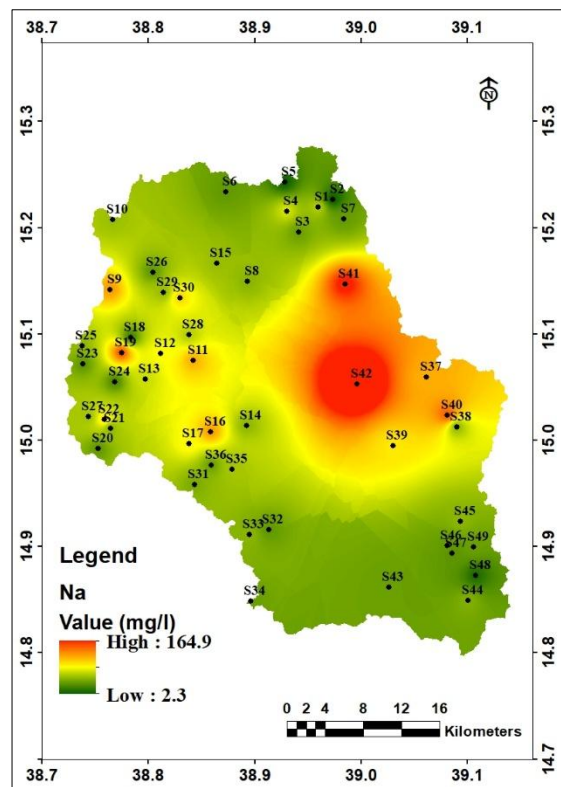 38.7 38.8 38.9 39.0 39.1
N
15.3 15.3
S5
S6 S2
S4 S1
S10 S7
15.2 S3 15.2
S15
S26 S8
S9 S29 S41
S30
S18 S28
15.1 S25 S19 S12 15.1
S23 S11 S37
S24 S13 S42
S27 S22 S16 S14 S40
S21 S38
15.0 S20 S17 S39 15.0
S36 S35
S31
S45
S33 S32 S46 S49
14.9 S47 14.9
Legend S48
Na S34 S43 S44
Value (mg/l)
High : 164.9
14.8 14.8
Low : 2.3
0 2 4 8 12 16
Kilometers
14.7 14.7
38.7 38.8 38.9 39.0 39.1